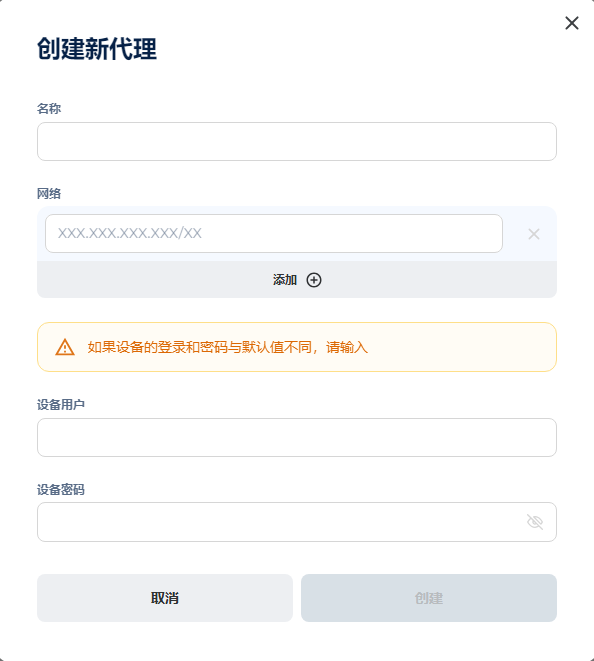 创建新代理
名称
网络
XXX.XXX.XXX.XXX/XX
添加
如果设备的登录和密码与默认值不同，请输入
设备用户
设备密码
取消
创建